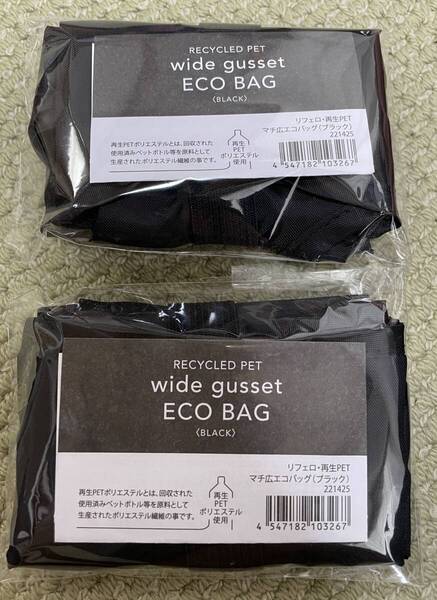 RECYCLED PET
wide gusset
ECO BAG
〈BLACK〉
再生PETポリエステルとは、回収された
使用済みペットボトル等を原料として
生産されたポリエステル繊維の事です。
再生
PET
ポリエステル
使用
リフェロ・再生PET
マチ広エコバッグ(ブラック)
221425
4 547182 103267
RECYCLED PET
wide gusset
ECO BAG
〈BLACK〉
再生PETポリエステルとは、回収された
使用済みペットボトル等を原料として
生産されたポリエステル繊維の事です。
再生
PET
ポリエステル
使用
リフェロ・再生PET
マチ広エコバッグ(ブラック)
221425
4 547182 103267